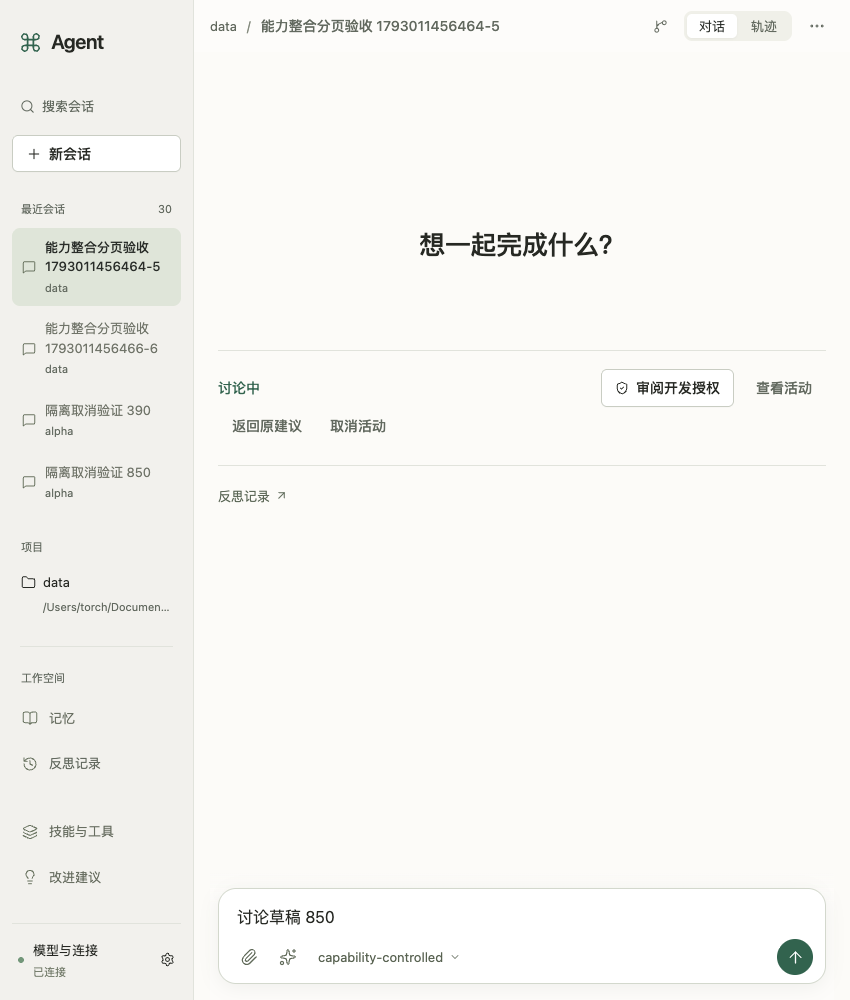 Agent
搜索会话
新会话
最近会话 30
能力整合分页验收
1793011456464-5
data
能力整合分页验收
1793011456466-6
data
隔离取消验证 390
alpha
隔离取消验证 850
alpha
项目
data
/Users/torch/Documen...
工作空间
记忆
反思记录
技能与工具
改进建议
模型与连接
已连接
data / 能力整合分页验收 1793011456464-5
对话 轨迹
想一起完成什么?
讨论中 审阅开发授权 查看活动
返回原建议 取消活动
反思记录
讨论草稿 850
capability-controlled